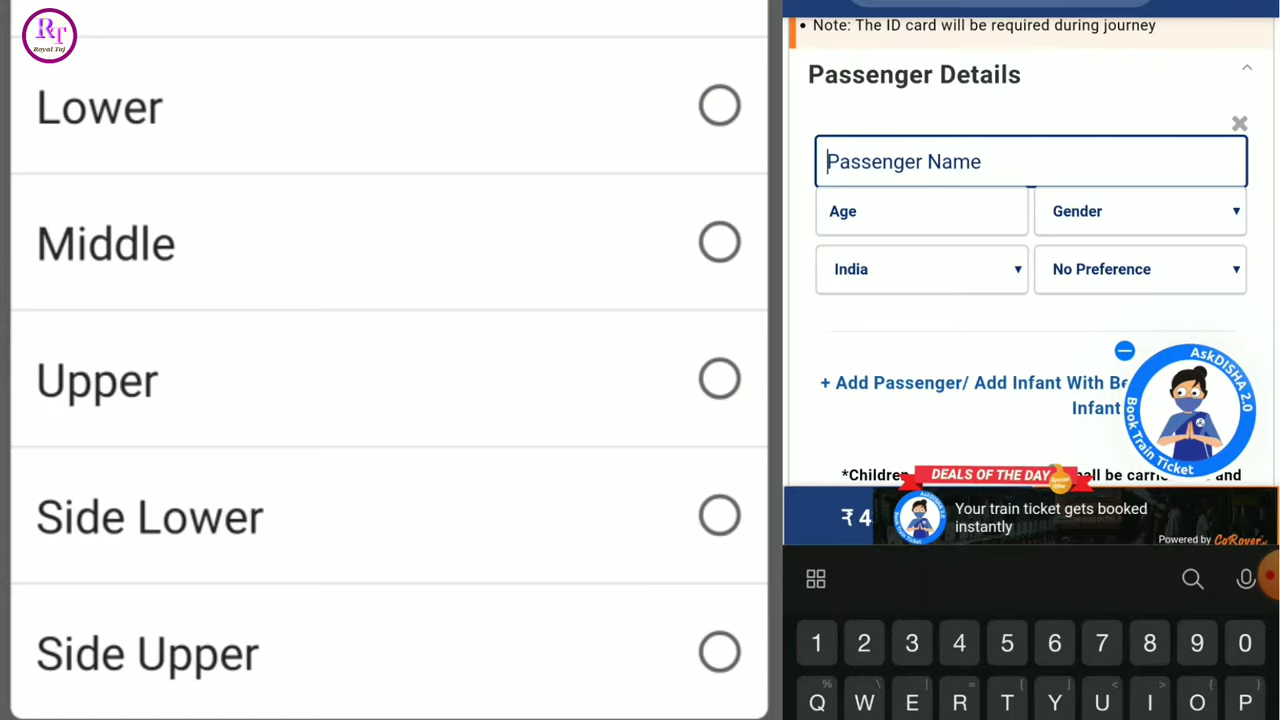 RT
Royal Taj
Lower
Middle
Upper
Side Lower
Side Upper
• Note: The ID card will be required during journey
Passenger Details
Passenger Name
Age
Gender
India
No Preference
+ Add Passenger/ Add Infant With
Infant
AskDISHA 2.0
Book Train Ticket
*Children
DEALS OF THE DAY
Special Offer
and
₹ 4
Your train ticket gets booked
instantly
Powered by CoRover
1 2 3 4 5 6 7 8 9 0
% \ | = [ ] < > { }
Q W E R T Y U I O P